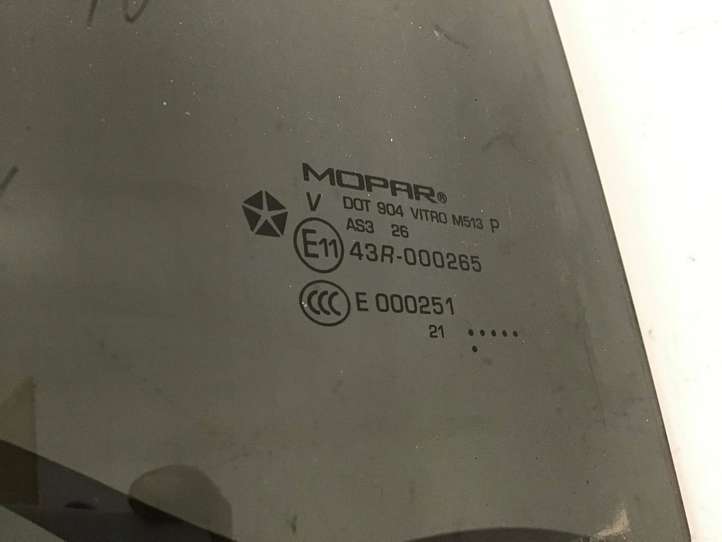 MOPAR®
V DOT 904 VITRO M513 P
AS3 26
E11 43R-000265
CCC E 000251
21